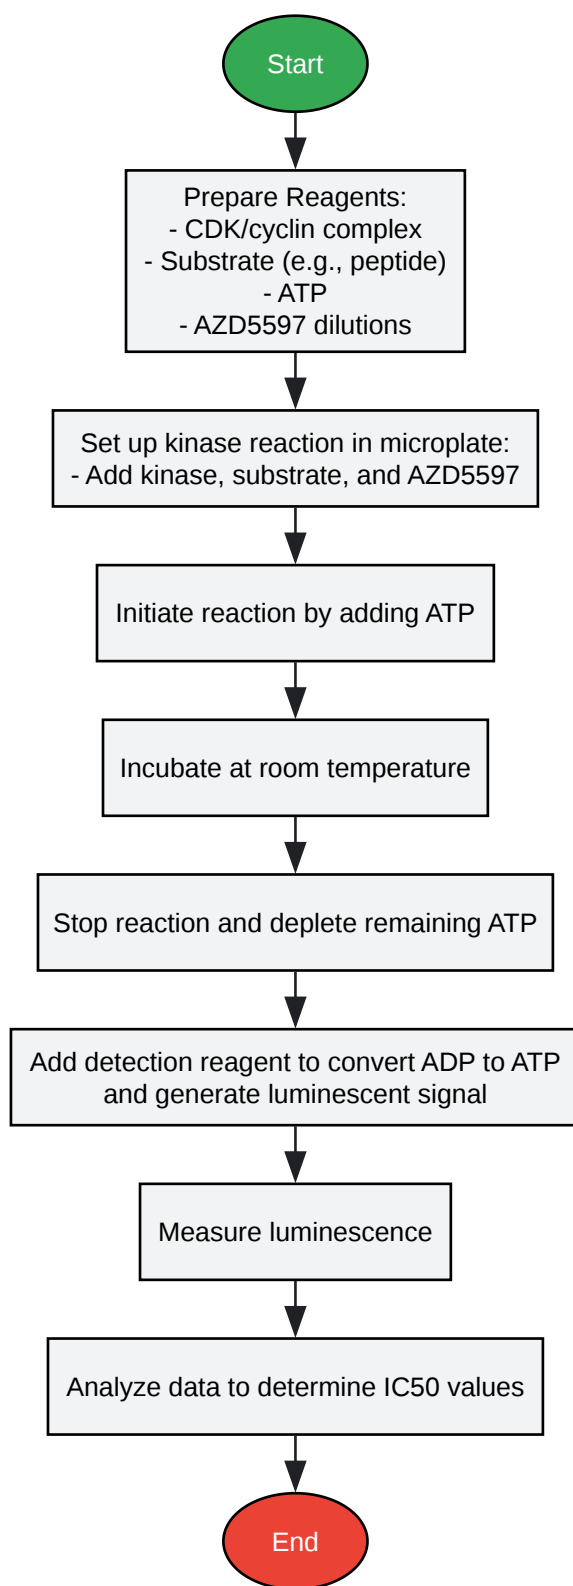 Start
Prepare Reagents:
- CDK/cyclin complex
- Substrate (e.g., peptide)
- ATP
- AZD5597 dilutions
Set up kinase reaction in microplate:
- Add kinase, substrate, and AZD5597
Initiate reaction by adding ATP
Incubate at room temperature
Stop reaction and deplete remaining ATP
Add detection reagent to convert ADP to ATP
and generate luminescent signal
Measure luminescence
Analyze data to determine IC50 values
End